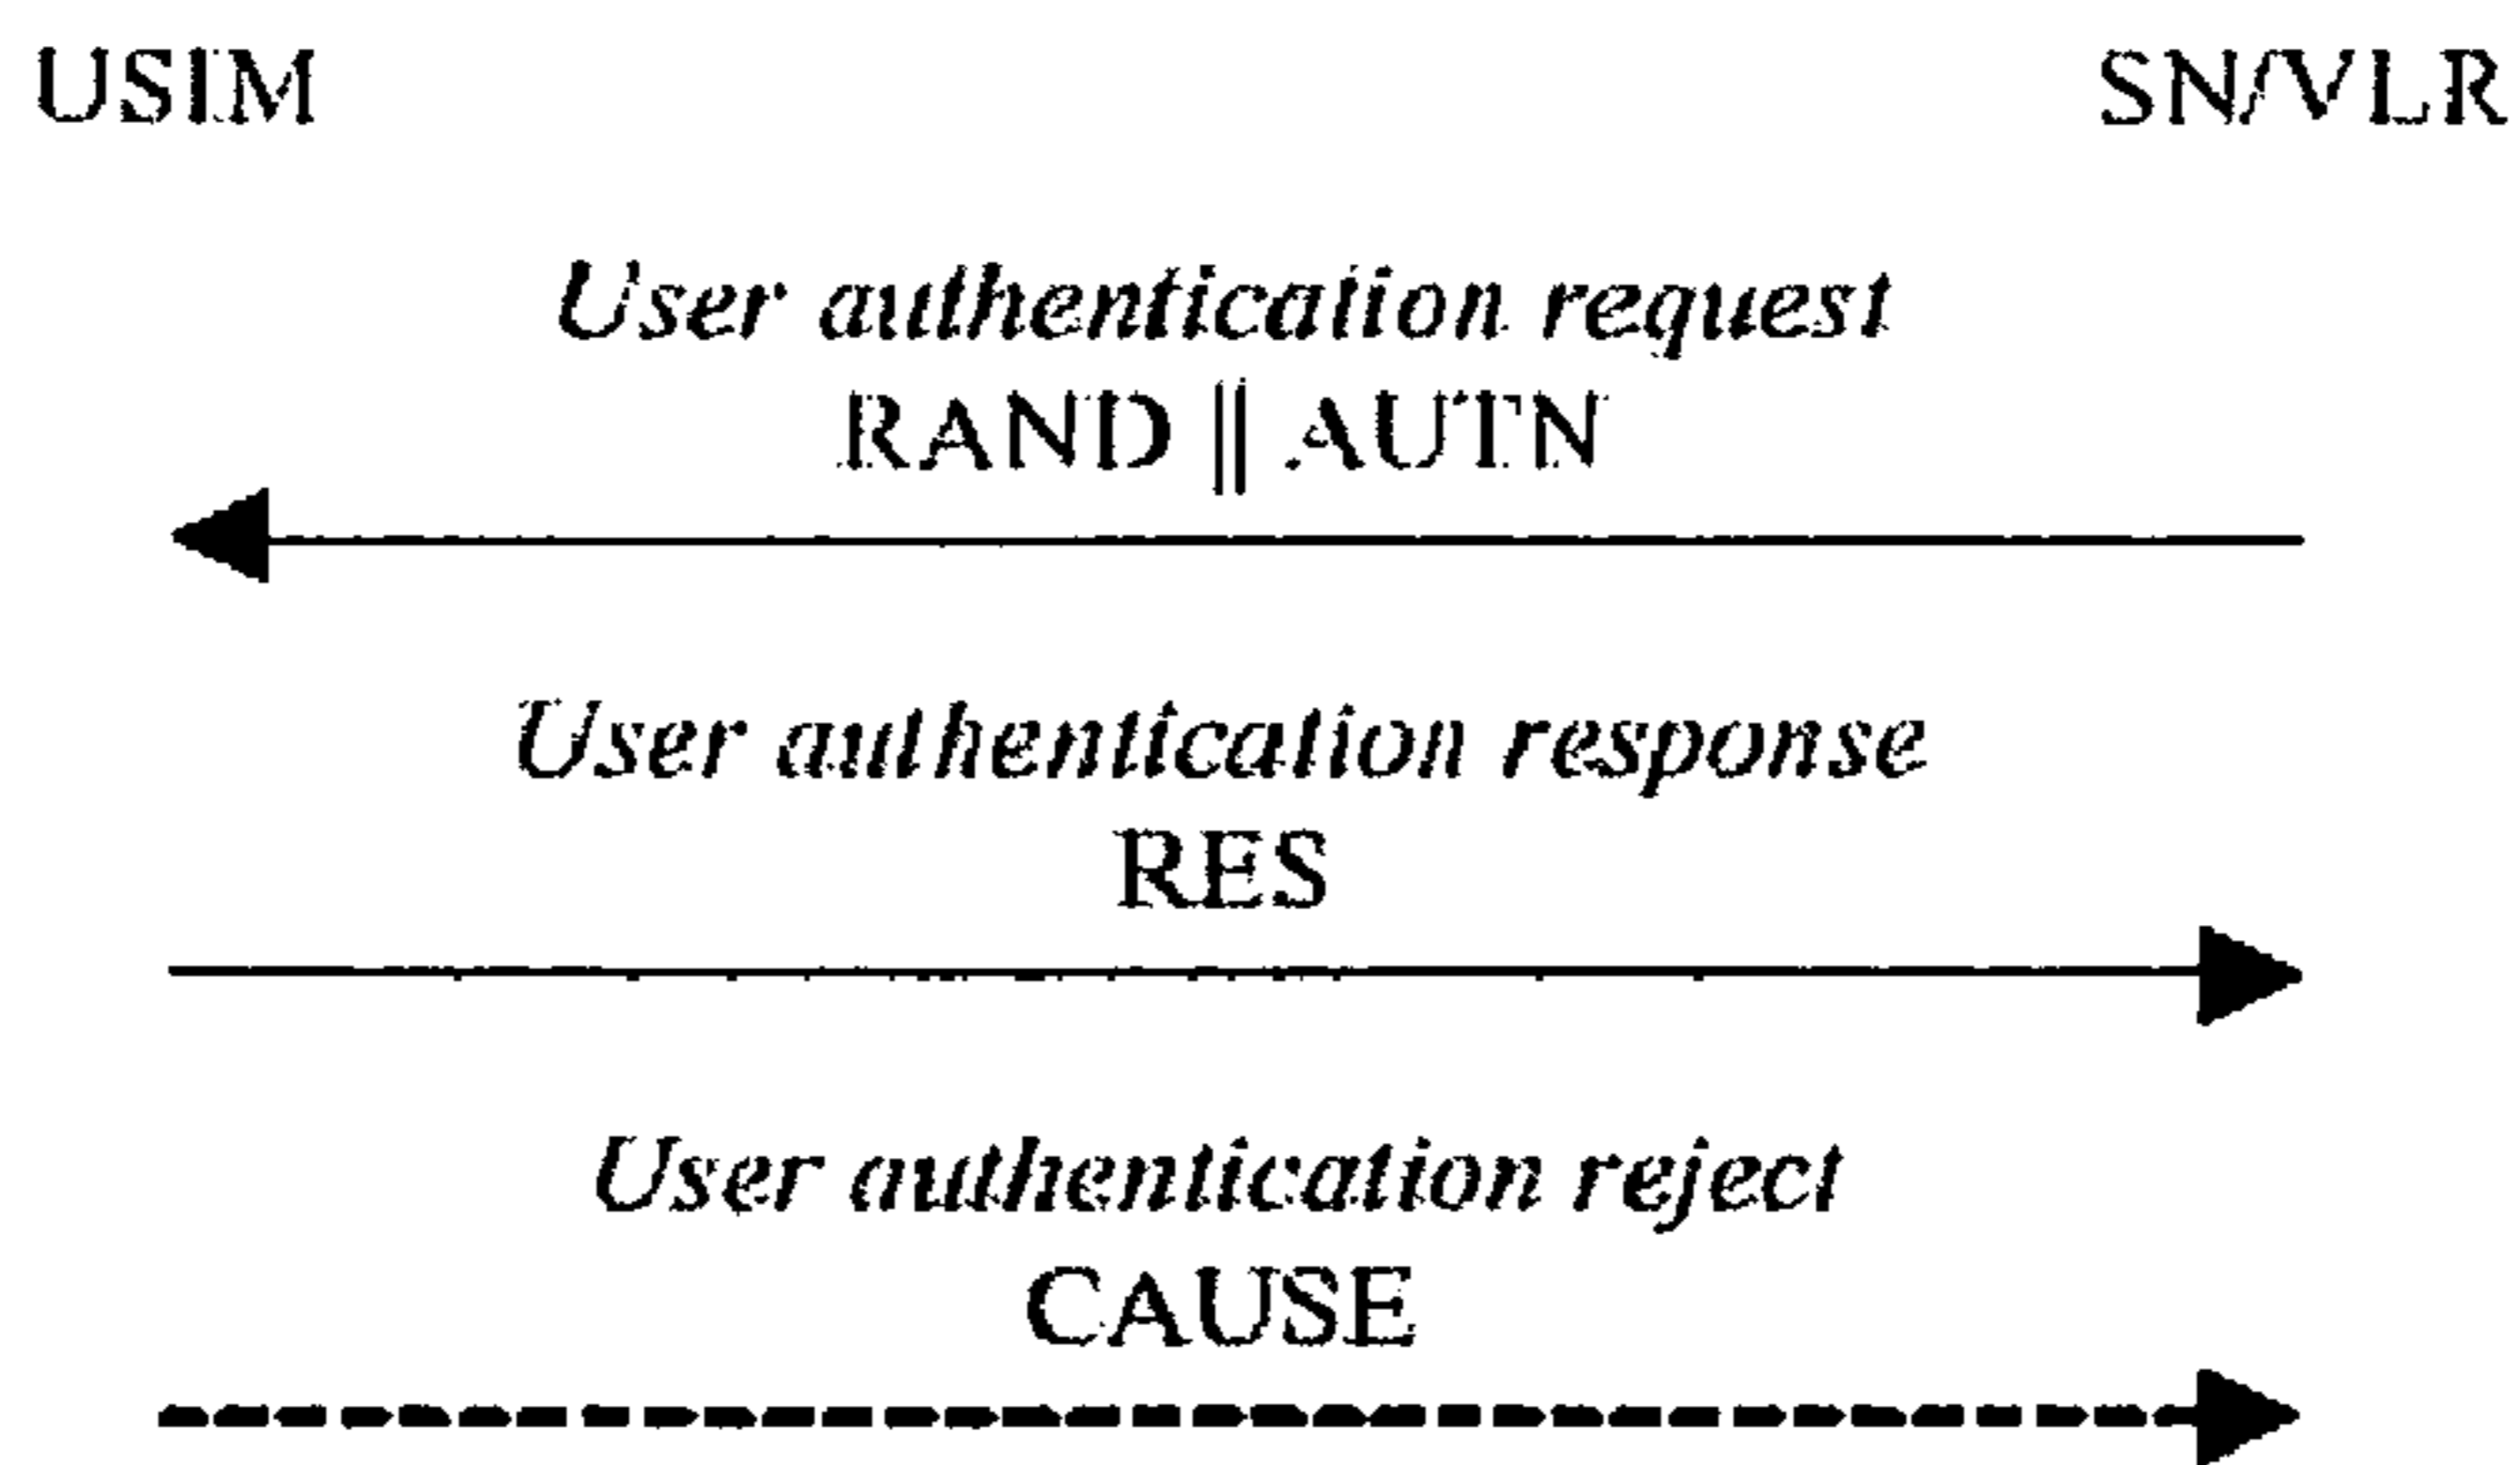 USIM SN/VLR
User authentication request
RAND || AUTN
User authentication response
RES
User authentication reject
CAUSE